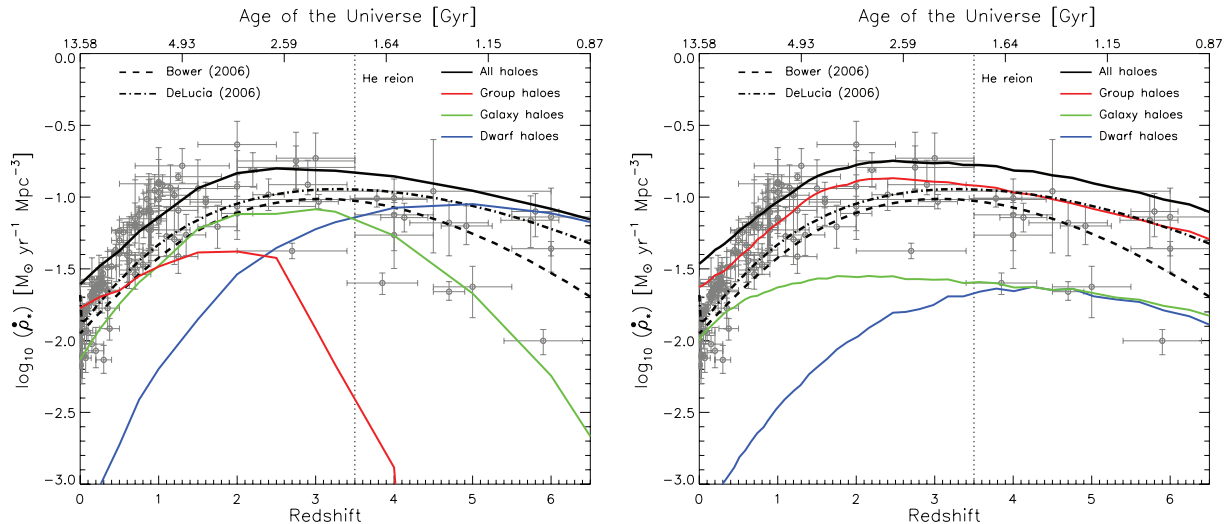 Age of the Universe [Gyr]
13.58 4.93 2.59 1.64 1.15 0.87
0.0
-0.5
-1.0
-1.5
-2.0
-2.5
-3.0
log₁₀ (ρ̇*) [M⊙ yr⁻¹ Mpc⁻³]
Bower (2006)
DeLucia (2006)
He reion
All haloes
Group haloes
Galaxy haloes
Dwarf haloes
0 1 2 3 4 5 6
Redshift
Age of the Universe [Gyr]
13.58 4.93 2.59 1.64 1.15 0.87
0.0
-0.5
-1.0
-1.5
-2.0
-2.5
-3.0
log₁₀ (ρ̇*) [M⊙ yr⁻¹ Mpc⁻³]
Bower (2006)
DeLucia (2006)
He reion
All haloes
Group haloes
Galaxy haloes
Dwarf haloes
0 1 2 3 4 5 6
Redshift